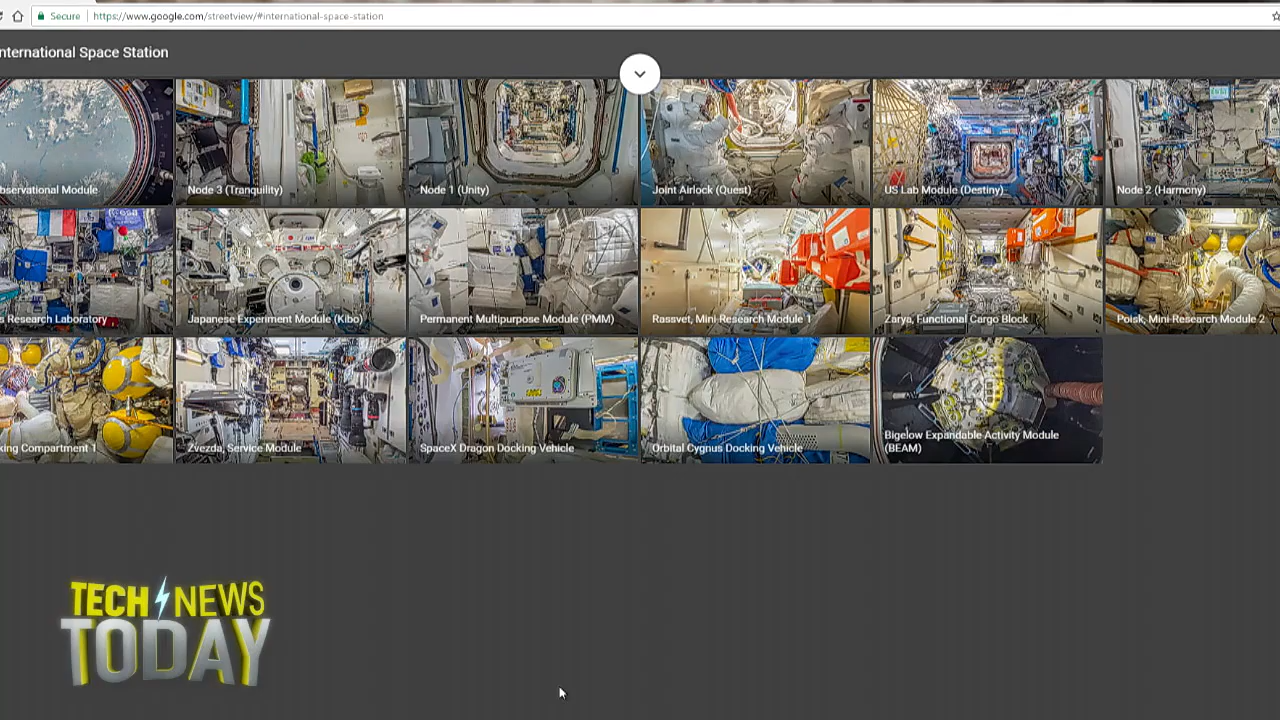 Secure
https://www.google.com/streetview/#international-space-station
nternational Space Station
bservational Module
Node 3 (Tranquility)
Node 1 (Unity)
Joint Airlock (Quest)
US Lab Module (Destiny)
Node 2 (Harmony)
s Research Laboratory
Japanese Experiment Module (Kibo)
Permanent Multipurpose Module (PMM)
Rassvet, Mini Research Module 1
Zarya, Functional Cargo Block
Poisk, Mini Research Module 2
king Compartment 1
Zvezda, Service Module
SpaceX Dragon Docking Vehicle
Orbital Cygnus Docking Vehicle
Bigelow Expandable Activity Module
(BEAM)
TECH NEWS
TODAY